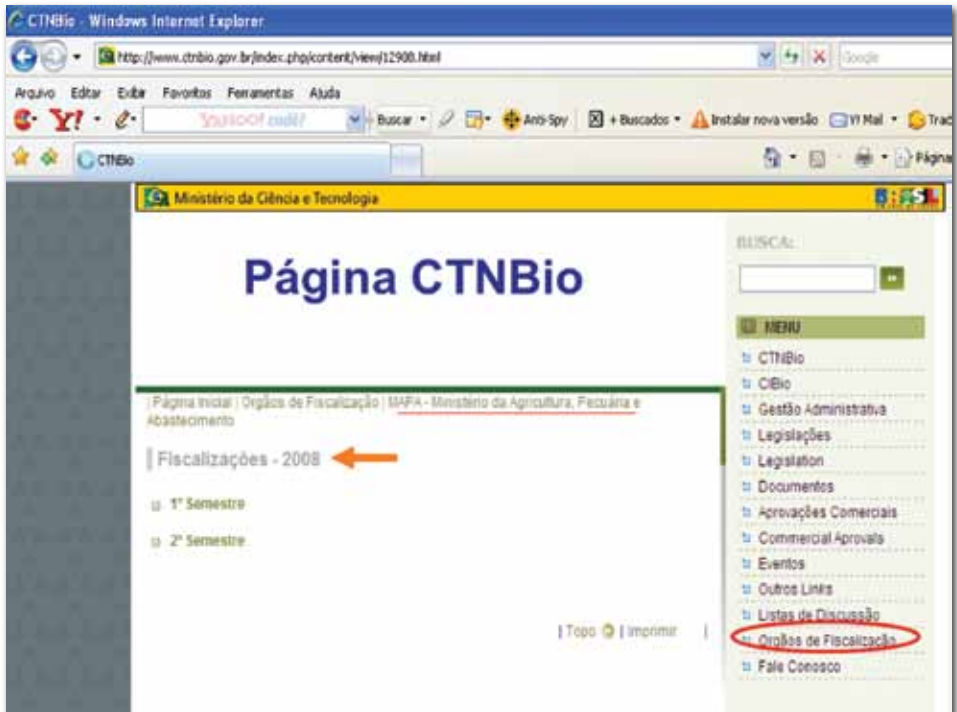 CTNBio - Windows Internet Explorer
http://www.ctnbio.gov.br/index.php/content/view/12908.html
Google
Arquivo Editar Exibir Favoritos Ferramentas Ajuda
Y! Buscar Anti-Spy + Buscados Instalar nova versão Y! Mail Trad
CTNBio
Página
Ministério da Ciência e Tecnologia
BRASIL
Página CTNBio
BUSCA:
MENU
CTNBio
CIBio
Gestão Administrativa
Legislações
Legislation
Documentos
Aprovações Comerciais
Commercial Aprovals
Eventos
Outros Links
Listas de Discussão
Orgãos de Fiscalização
Fale Conosco
| Página Inicial | Orgãos de Fiscalização | MAPA - Ministério da Agricultura, Pecuária e
Abastecimento
Fiscalizações - 2008
1º Semestre
2º Semestre
| Topo | Imprimir |